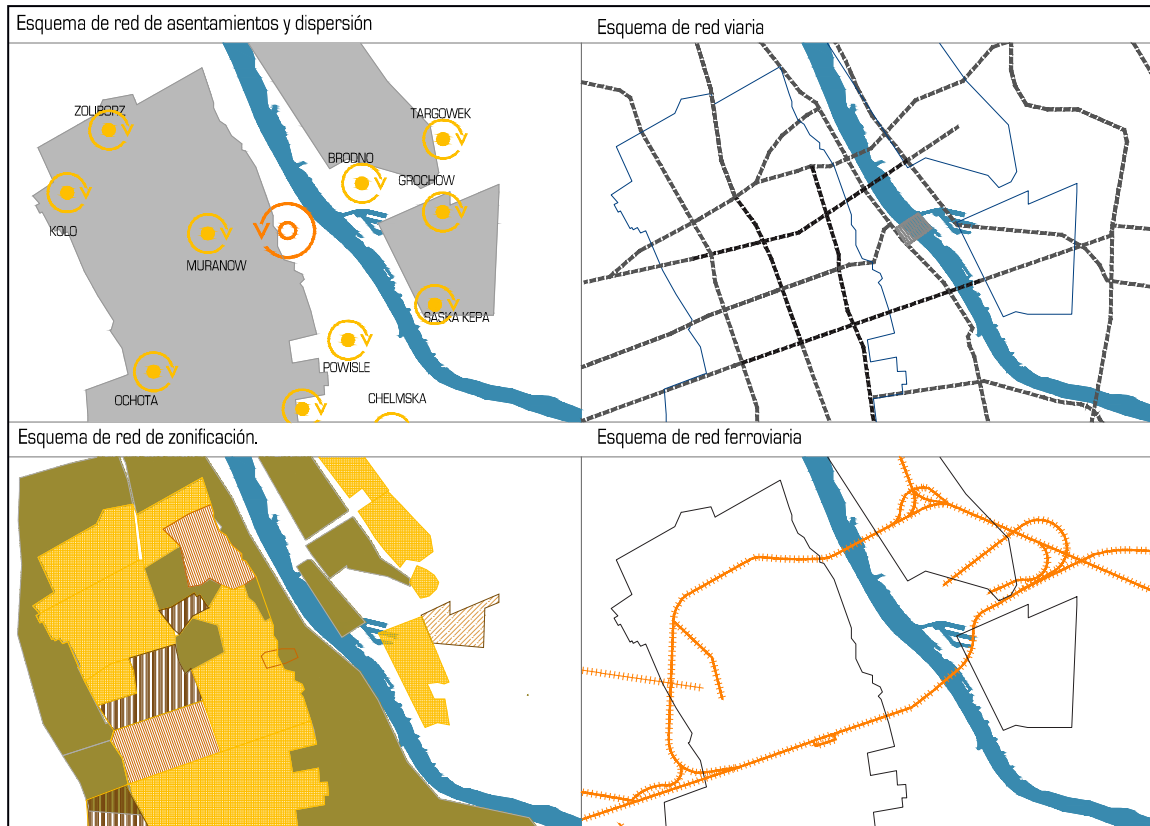 Esquema de red de asentamientos y dispersión
Esquema de red viaria
ZOLIBORZ
TARGOWEK
BRODNO
GROCHOW
KOLO
MURANOW
SASKA KEPA
POWISLE
OCHOTA
CHELMSKA
Esquema de red de zonificación.
Esquema de red ferroviaria